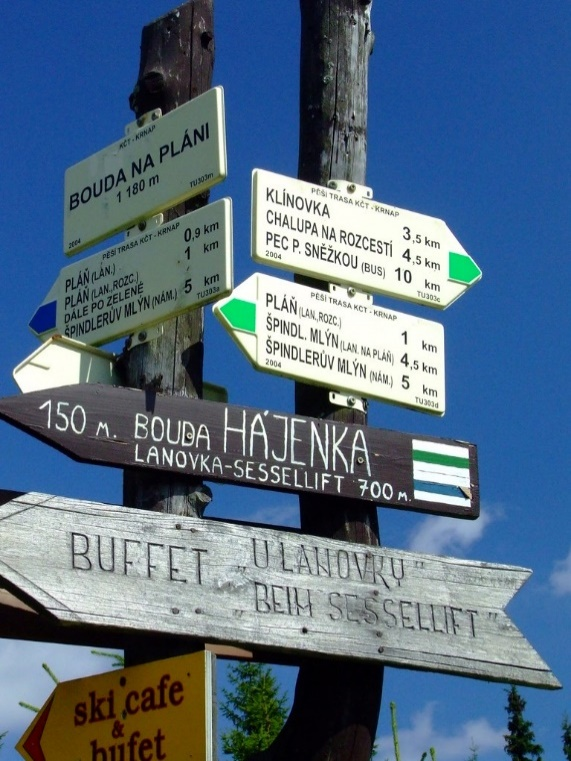 KČT - KRNAP
BOUDA NA PLÁNI
1 180 m
2004 TU303m
PĚŠÍ TRASA KČT - KRNAP
PLÁŇ (LAN.) 0,9 km
PLÁŇ (LAN., ROZC.) 1 km
DÁLE PO ZELENÉ
ŠPINDLERŮV MLÝN (NÁM.) 5 km
2004
PĚŠÍ TRASA KČT - KRNAP
KLÍNOVKA 3,5 km
CHALUPA NA ROZCESTÍ 4,5 km
PEC P. SNĚŽKOU (BUS) 10 km
2004 TU303c
PĚŠÍ TRASA KČT - KRNAP
PLÁŇ (LAN., ROZC.) 1 km
ŠPINDL. MLÝN (LAN. NA PLÁŇ) 4,5 km
ŠPINDLERŮV MLÝN (NÁM.) 5 km
2004 TU303d
150 M. BOUDA HÁJENKA
LANOVKA-SESSELLIFT 700 m.
BUFFET „U LANOVKY"
„BEIM SESSELLIFT"
ski cafe
&
bufet